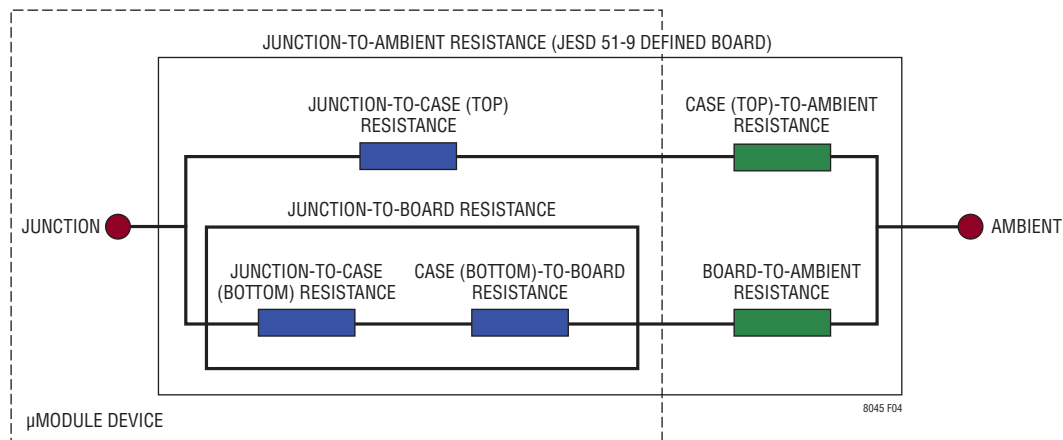 JUNCTION-TO-AMBIENT RESISTANCE (JESD 51-9 DEFINED BOARD)
JUNCTION-TO-CASE (TOP)
RESISTANCE
CASE (TOP)-TO-AMBIENT
RESISTANCE
JUNCTION-TO-BOARD RESISTANCE
JUNCTION
AMBIENT
JUNCTION-TO-CASE
(BOTTOM) RESISTANCE
CASE (BOTTOM)-TO-BOARD
RESISTANCE
BOARD-TO-AMBIENT
RESISTANCE
8045 F04
µMODULE DEVICE